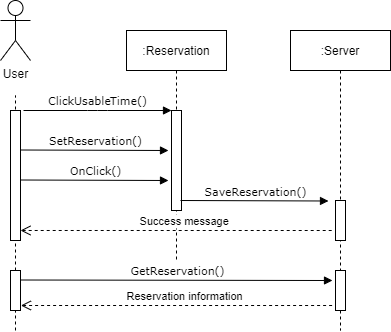 :Reservation
:Server
User
ClickUsableTime()
SetReservation()
OnClick()
SaveReservation()
Success message
GetReservation()
Reservation information